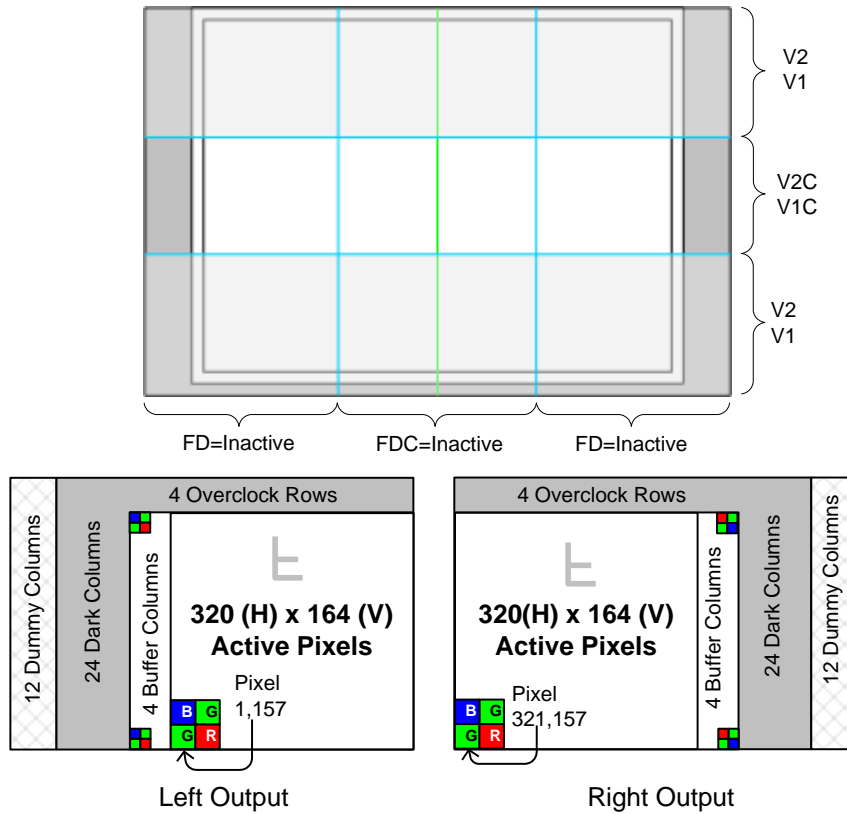 V2
V1
V2C
V1C
V2
V1
FD=Inactive
FDC=Inactive
FD=Inactive
12 Dummy Columns
24 Dark Columns
4 Overclock Rows
4 Buffer Columns
F
320 (H) x 164 (V)
Active Pixels
Pixel
1,157
B G
G R
Left Output
4 Overclock Rows
F
320(H) x 164 (V)
Active Pixels
Pixel
321,157
B G
G R
4 Buffer Columns
24 Dark Columns
12 Dummy Columns
Right Output